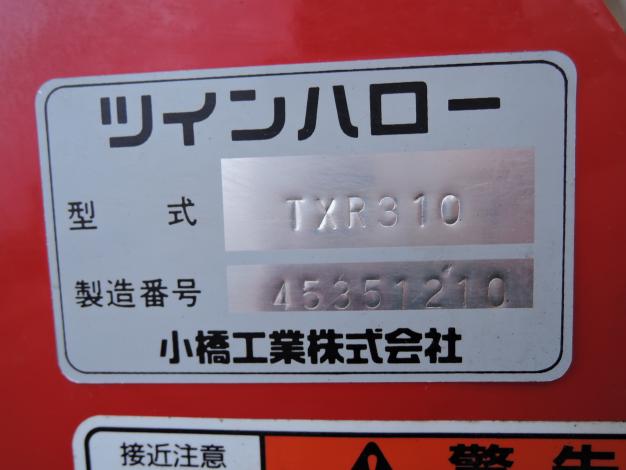 ツインハロー
型式 TXR310
製造番号 45351210
小橋工業株式会社
接近注意 警告